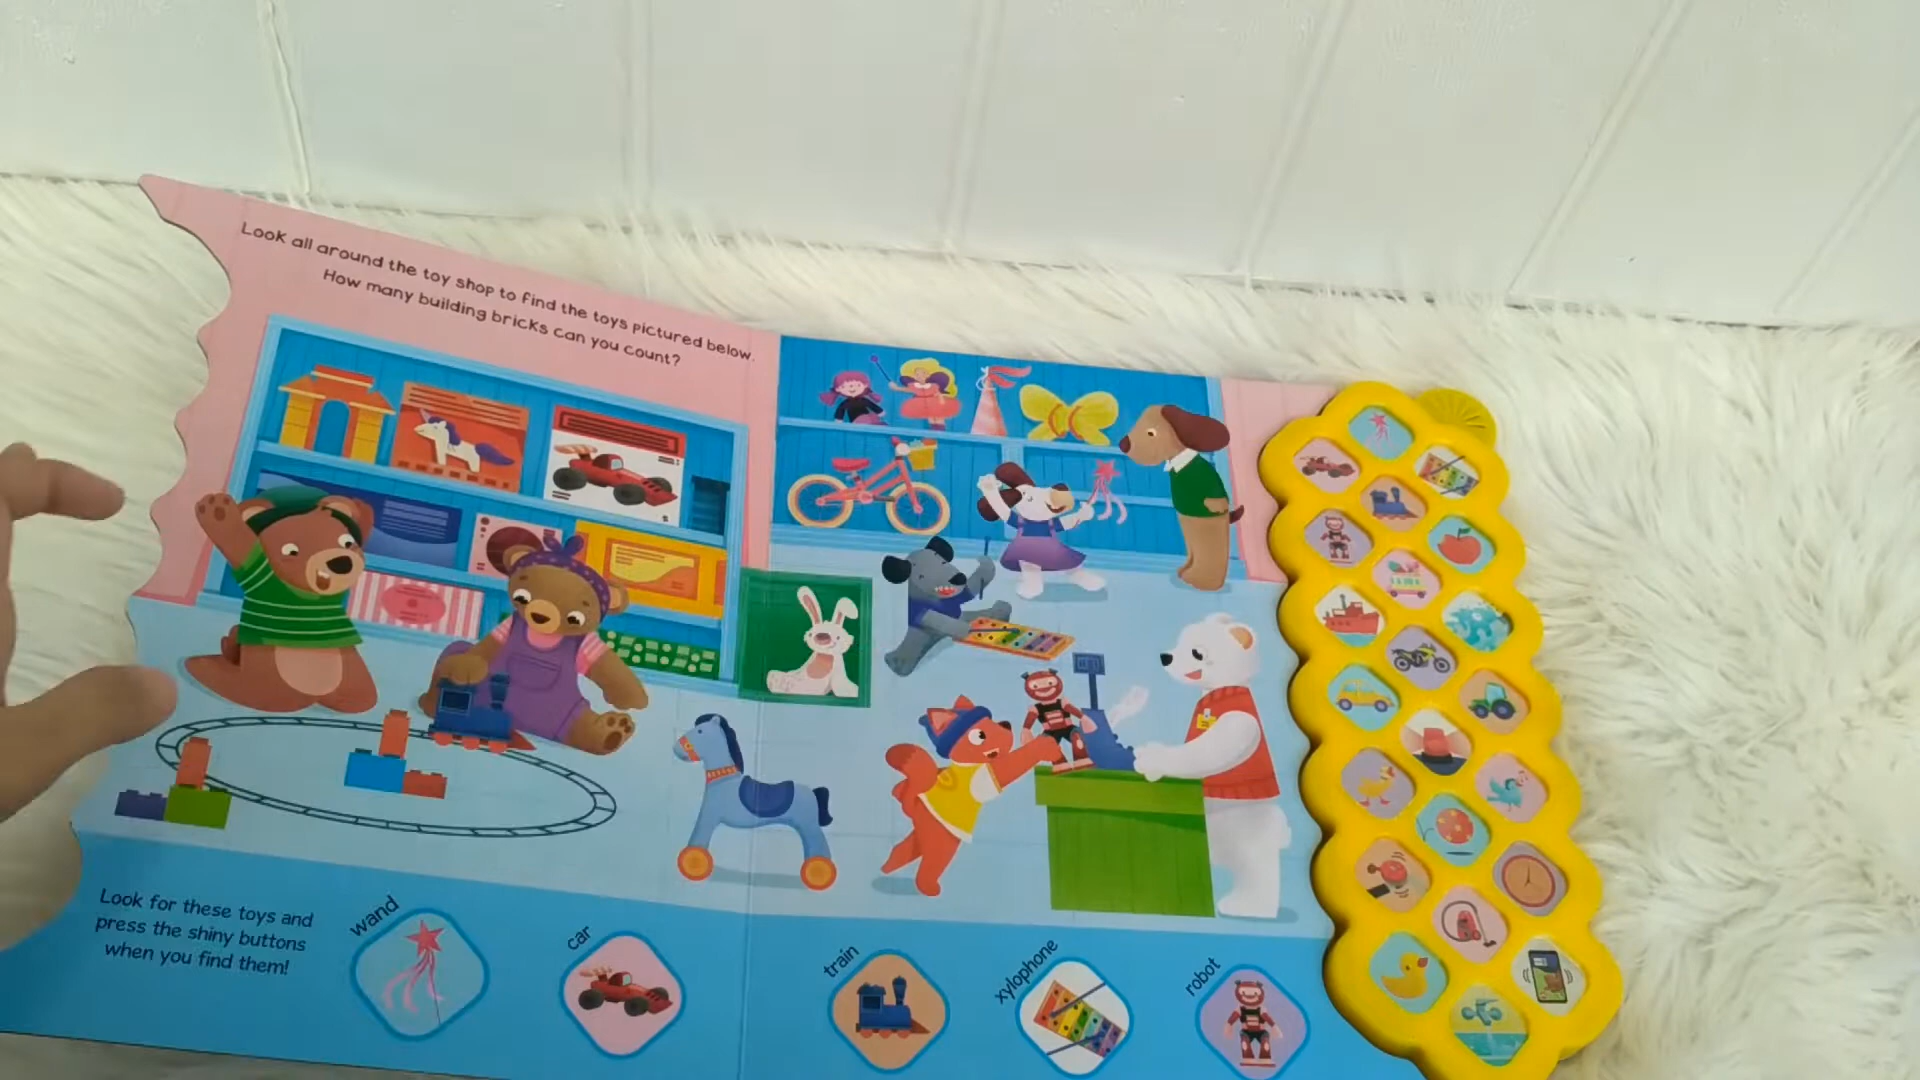 Look all around the toy shop to find the toys pictured below.
How many building bricks can you count?
Look for these toys and
press the shiny buttons
when you find them!
wand
car
train
xylophone
robot